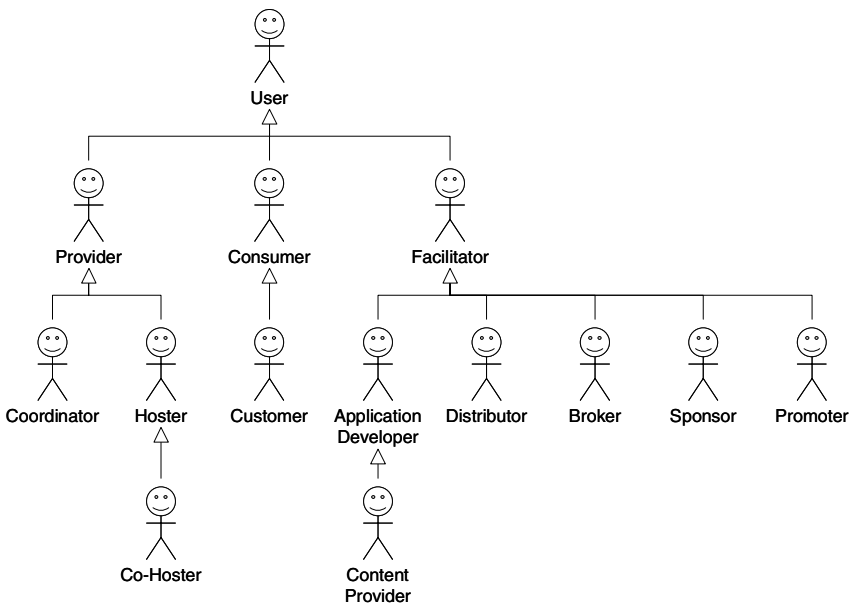 User
Provider
Consumer
Facilitator
Coordinator
Hoster
Customer
Application
Developer
Distributor
Broker
Sponsor
Promoter
Co-Hoster
Content
Provider